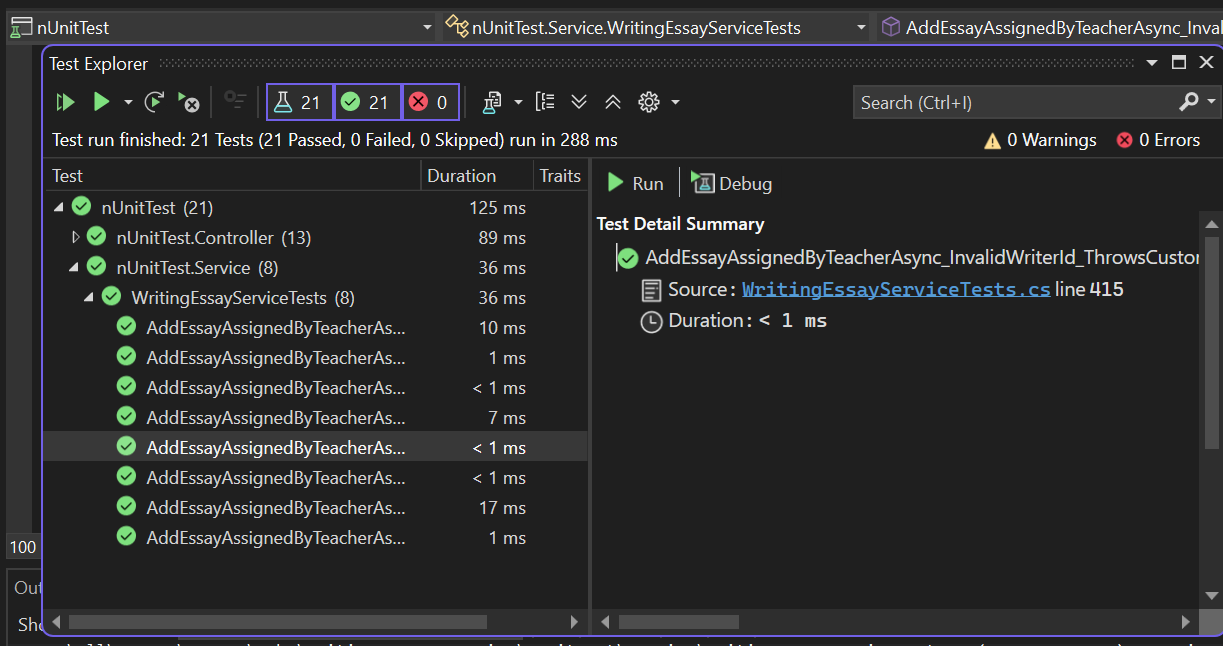 nUnitTest
nUnitTest.Service.WritingEssayServiceTests
AddEssayAssignedByTeacherAsync_Inval
Test Explorer
21
21
0
Search (Ctrl+I)
Test run finished: 21 Tests (21 Passed, 0 Failed, 0 Skipped) run in 288 ms
0 Warnings
0 Errors
Test Duration Traits
nUnitTest (21) 125 ms
nUnitTest.Controller (13) 89 ms
nUnitTest.Service (8) 36 ms
WritingEssayServiceTests (8) 36 ms
AddEssayAssignedByTeacherAs... 10 ms
AddEssayAssignedByTeacherAs... 1 ms
AddEssayAssignedByTeacherAs... < 1 ms
AddEssayAssignedByTeacherAs... 7 ms
AddEssayAssignedByTeacherAs... < 1 ms
AddEssayAssignedByTeacherAs... < 1 ms
AddEssayAssignedByTeacherAs... 17 ms
AddEssayAssignedByTeacherAs... 1 ms
Run
Debug
Test Detail Summary
AddEssayAssignedByTeacherAsync_InvalidWriterId_ThrowsCustor
Source: WritingEssayServiceTests.cs line 415
Duration: < 1 ms
100
Out
Sho